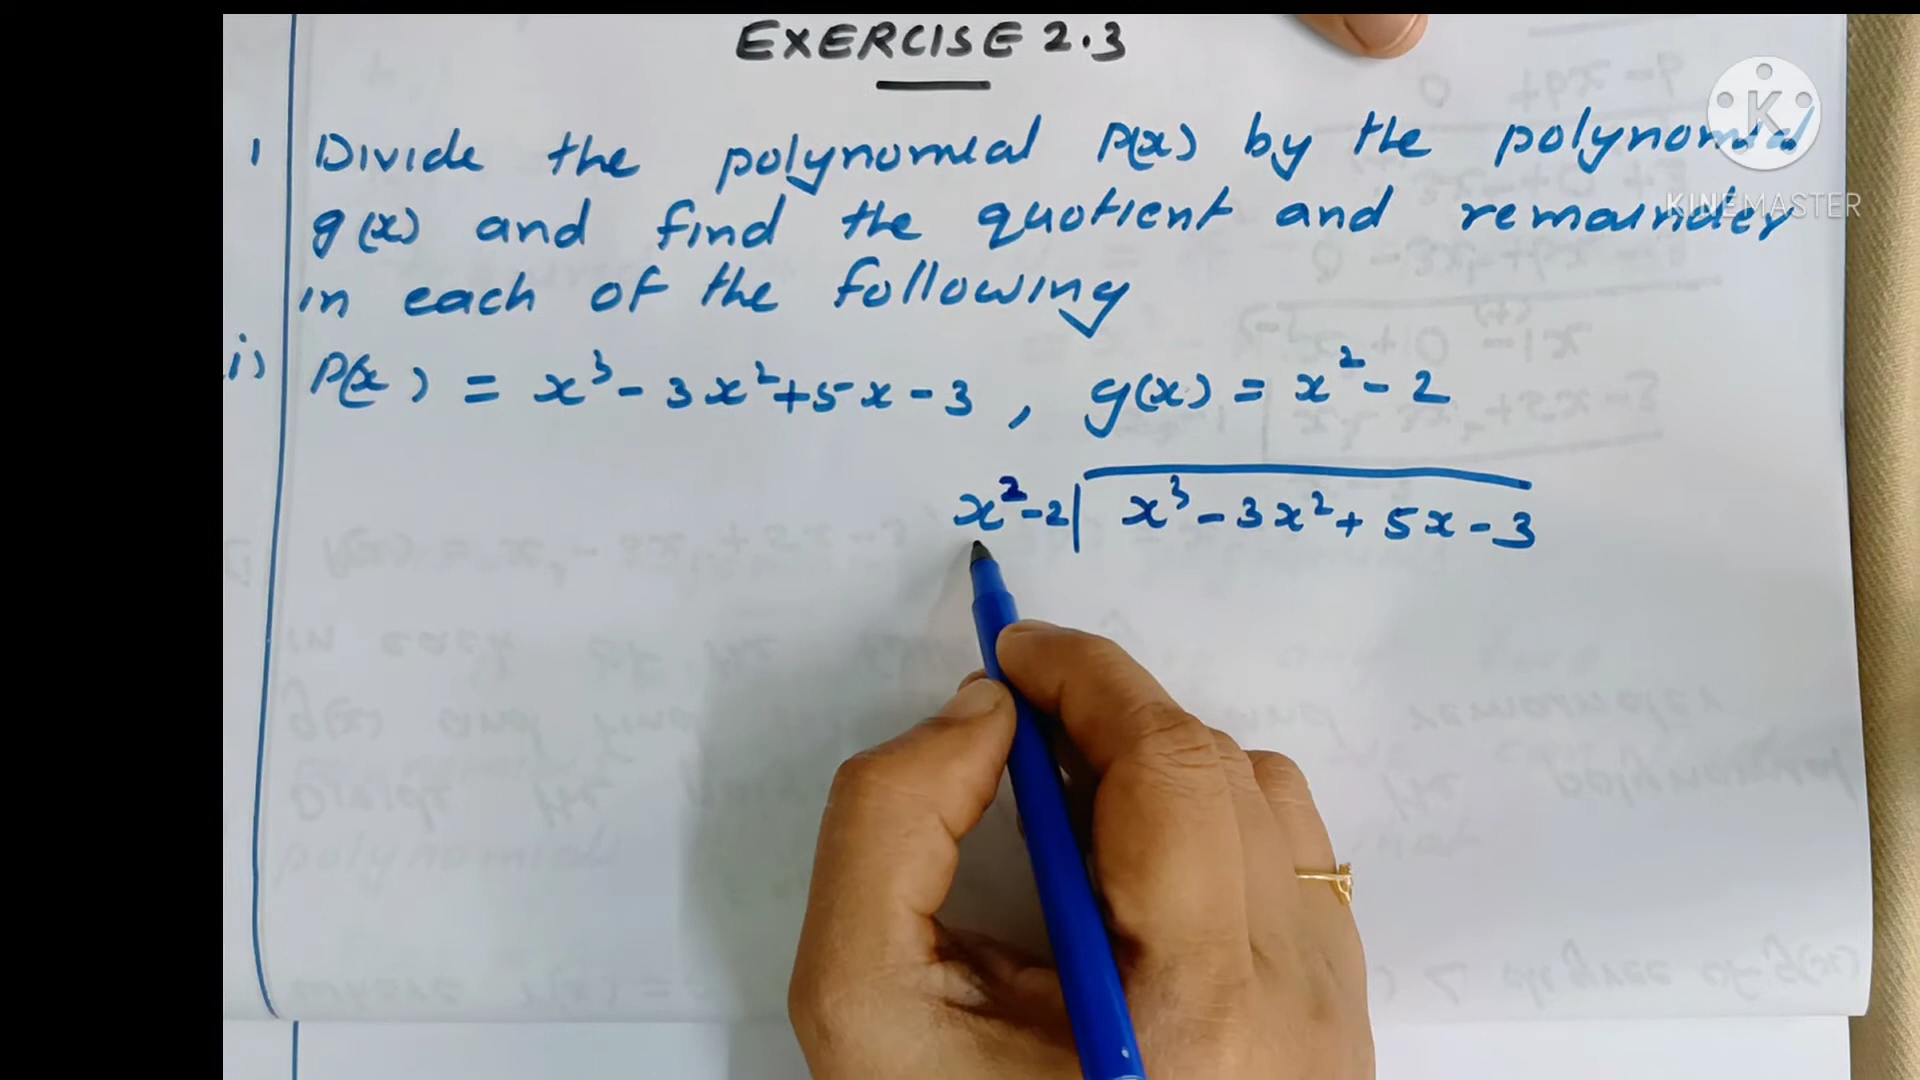 EXERCISE 2.3
1 Divide the polynomial P(x) by the polynomial
g(x) and find the quotient and remainder
in each of the following
i) P(x) = x³ - 3x² + 5x - 3 , g(x) = x² - 2
x² - 2 | x³ - 3x² + 5x - 3
K
KINEMASTER